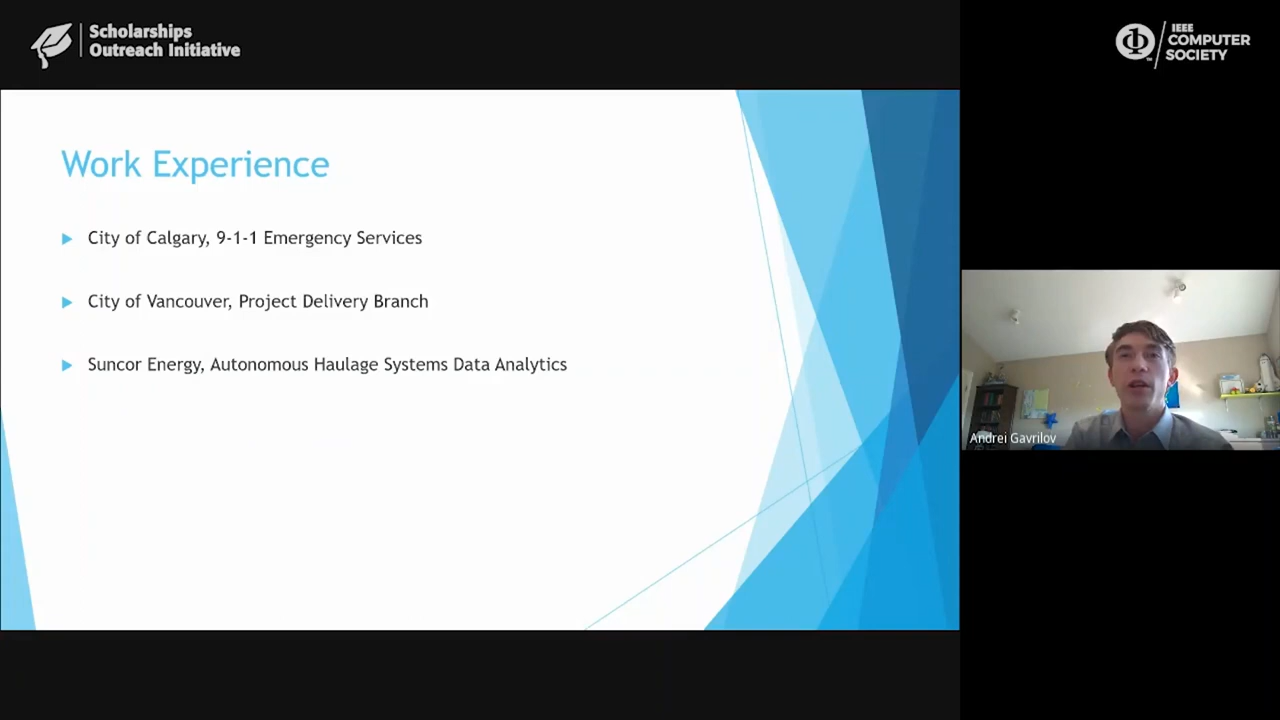 Scholarships
Outreach Initiative
IEEE
COMPUTER
SOCIETY
Work Experience
City of Calgary, 9-1-1 Emergency Services
City of Vancouver, Project Delivery Branch
Suncor Energy, Autonomous Haulage Systems Data Analytics
Andrei Gavrilov